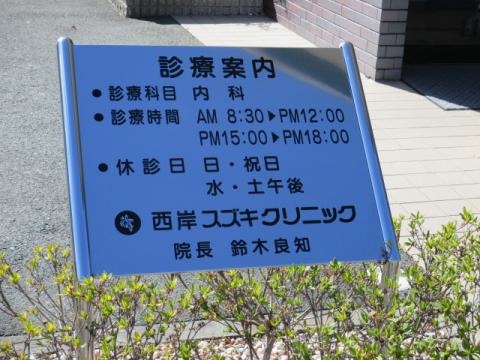 診療案内
●診療科目 内 科
●診療時間 AM 8:30▶PM12:00
PM15:00▶PM18:00
●休診日 日・祝日
水・土午後
西岸スズキクリニック
院長 鈴木良知